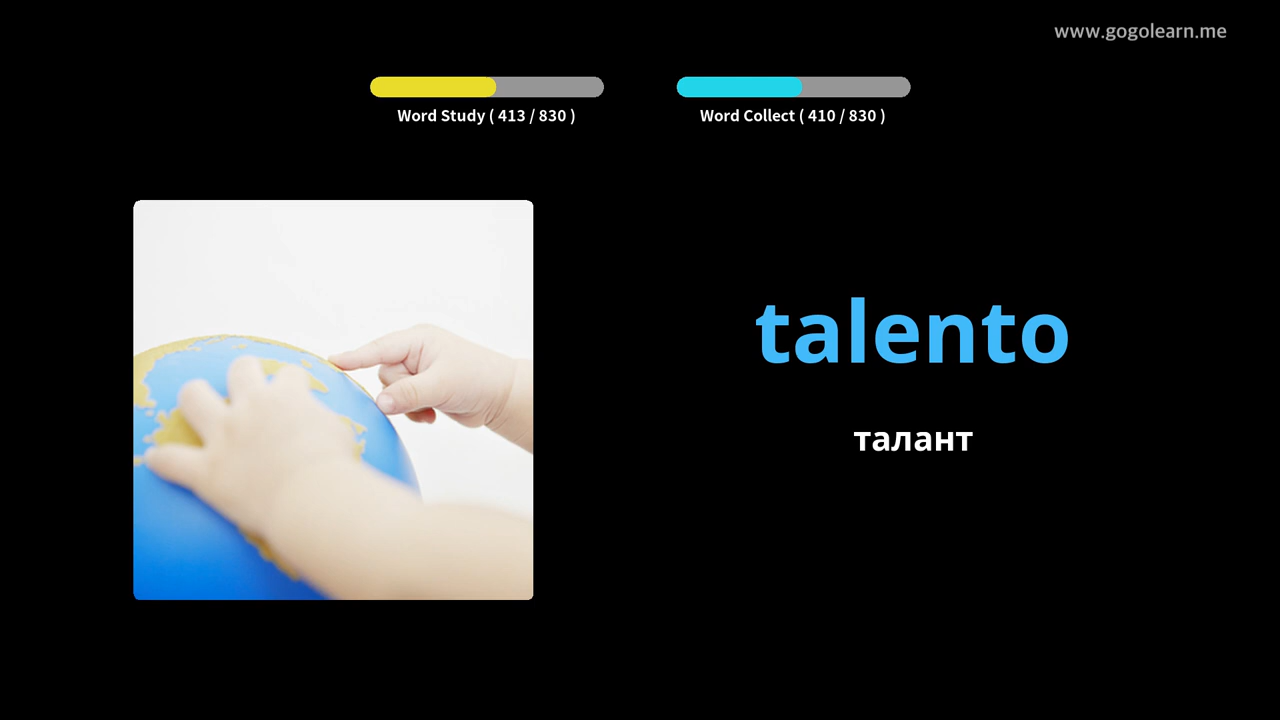 www.gogolearn.me
Word Study ( 413 / 830 )
Word Collect ( 410 / 830 )
talento
талант